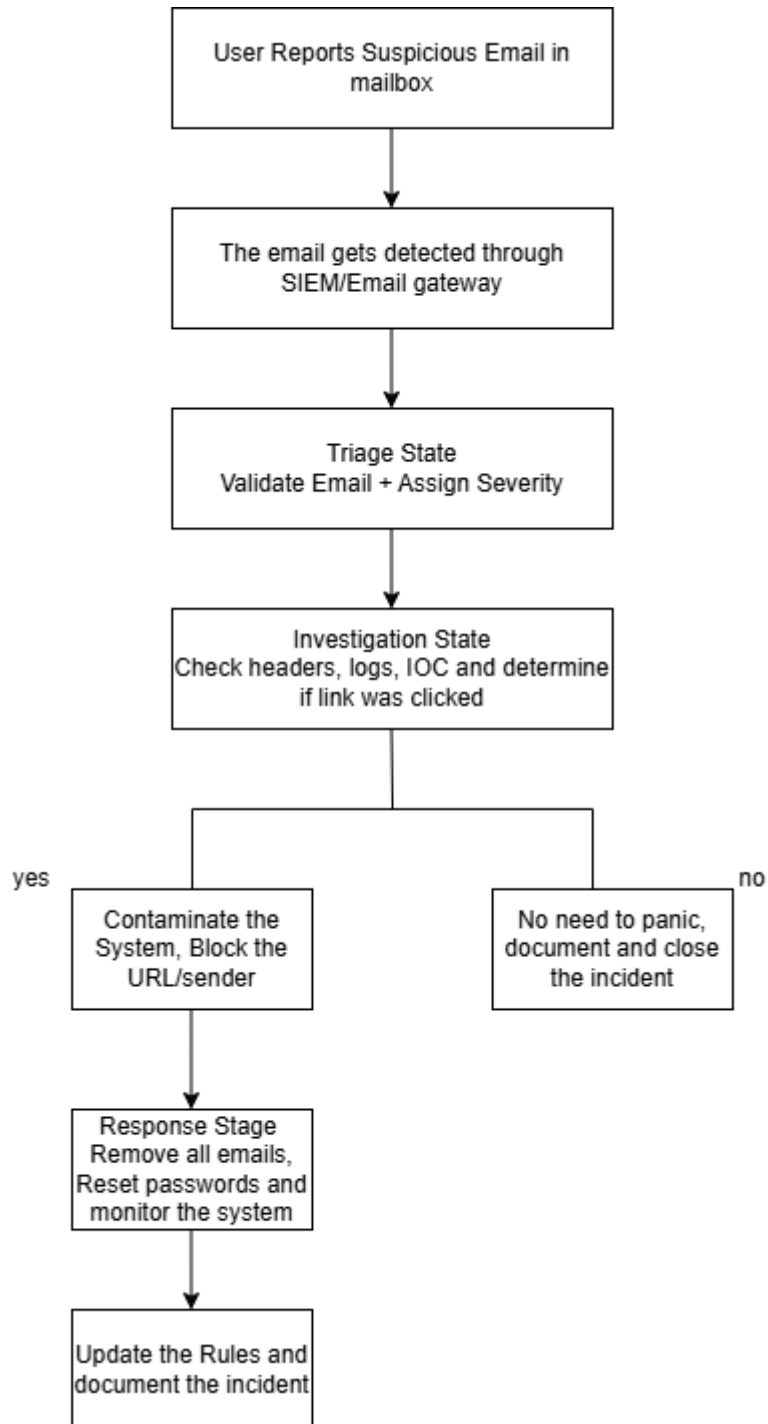 User Reports Suspicious Email in
mailbox
The email gets detected through
SIEM/Email gateway
Triage State
Validate Email + Assign Severity
Investigation State
Check headers, logs, IOC and determine
if link was clicked
yes
no
Contaminate the
System, Block the
URL/sender
No need to panic,
document and close
the incident
Response Stage
Remove all emails,
Reset passwords and
monitor the system
Update the Rules and
document the incident